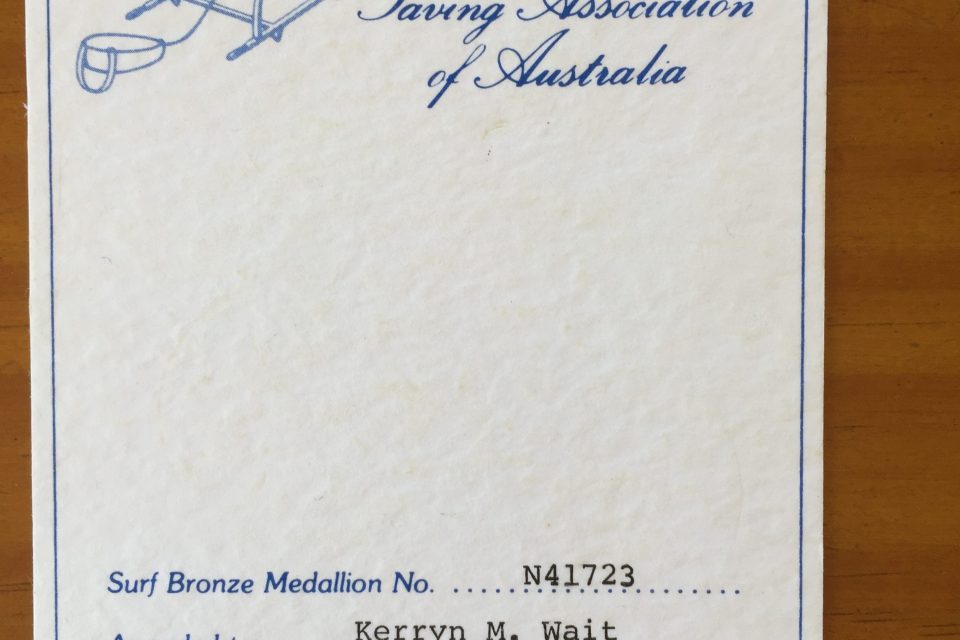 Saving Association
of Australia
Surf Bronze Medallion No. .....N41723..........
Kerryn M. Wait